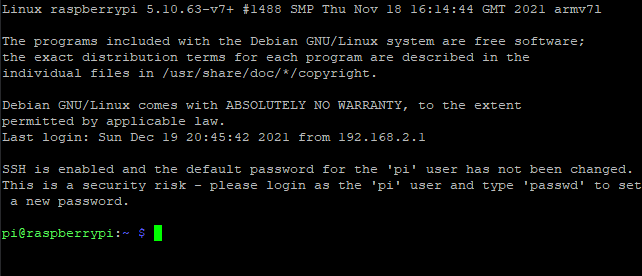 Linux raspberrypi 5.10.63-v7+ #1488 SMP Thu Nov 18 16:14:44 GMT 2021 armv7l
The programs included with the Debian GNU/Linux system are free software;
the exact distribution terms for each program are described in the
individual files in /usr/share/doc/*/copyright.
Debian GNU/Linux comes with ABSOLUTELY NO WARRANTY, to the extent
permitted by applicable law.
Last login: Sun Dec 19 20:45:42 2021 from 192.168.2.1
SSH is enabled and the default password for the 'pi' user has not been changed.
This is a security risk - please login as the 'pi' user and type 'passwd' to set
 a new password.
pi@raspberrypi:~ $